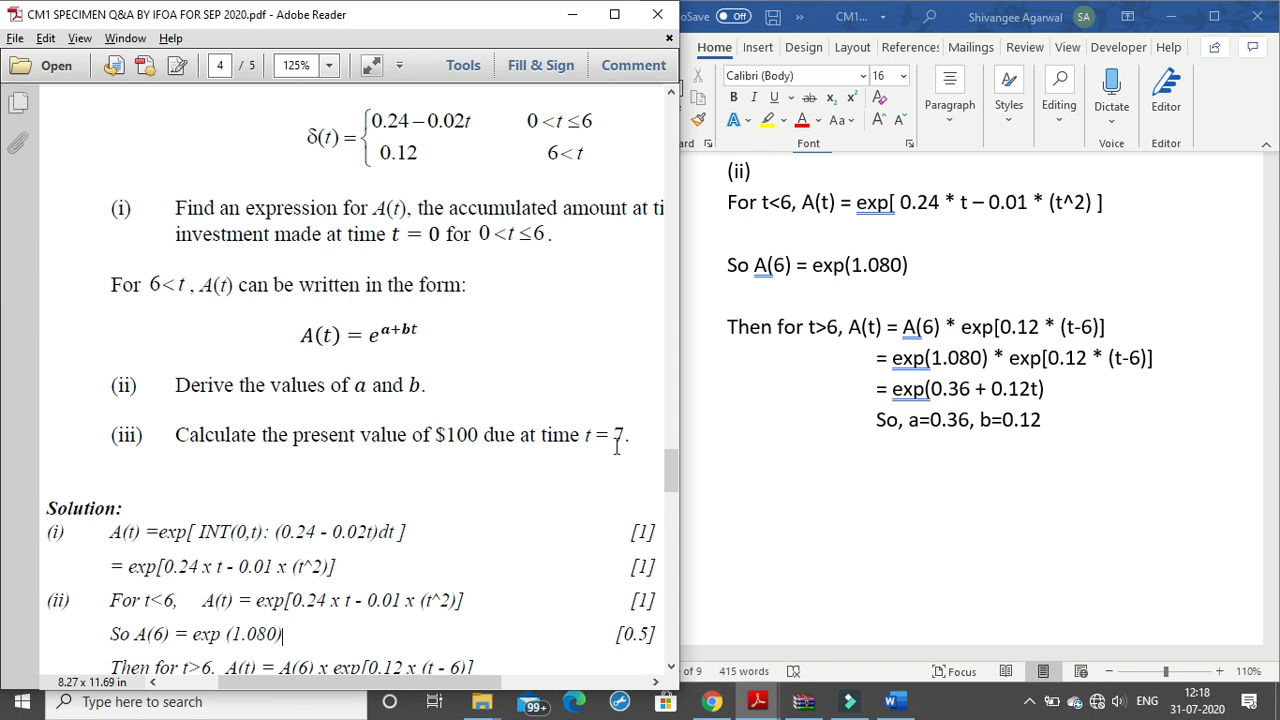 CM1 SPECIMEN Q&A BY IFOA FOR SEP 2020.pdf - Adobe Reader
File Edit View Window Help
Open 4 / 5 125% Tools Fill & Sign Comment
δ(t) = { 0.24 – 0.02t 0 < t ≤ 6
0.12 6 < t
(i) Find an expression for A(t), the accumulated amount at ti
investment made at time t = 0 for 0 < t ≤ 6 .
For 6 < t , A(t) can be written in the form:
A(t) = e^{a+bt}
(ii) Derive the values of a and b.
(iii) Calculate the present value of $100 due at time t = 7.
Solution:
(i) A(t) =exp[ INT(0,t): (0.24 - 0.02t)dt ] [1]
= exp[0.24 x t - 0.01 x (t^2)] [1]
(ii) For t<6, A(t) = exp[0.24 x t - 0.01 x (t^2)] [1]
So A(6) = exp (1.080) [0.5]
Then for t>6, A(t) = A(6) x exp[0.12 x (t - 6)]
8.27 x 11.69 in
oSave Off CM1... Shivangee Agarwal SA
Home Insert Design Layout References Mailings Review View Developer Help
Calibri (Body) 16
B I U ab x₂ x²
A A A Aa A A
Paragraph Styles Editing Dictate Editor
Font Voice Editor
(ii)
For t<6, A(t) = exp[ 0.24 * t – 0.01 * (t^2) ]
So A(6) = exp(1.080)
Then for t>6, A(t) = A(6) * exp[0.12 * (t-6)]
= exp(1.080) * exp[0.12 * (t-6)]
= exp(0.36 + 0.12t)
So, a=0.36, b=0.12
of 9 415 words Focus 110%
Type here to search 99+ ENG 12:18
31-07-2020